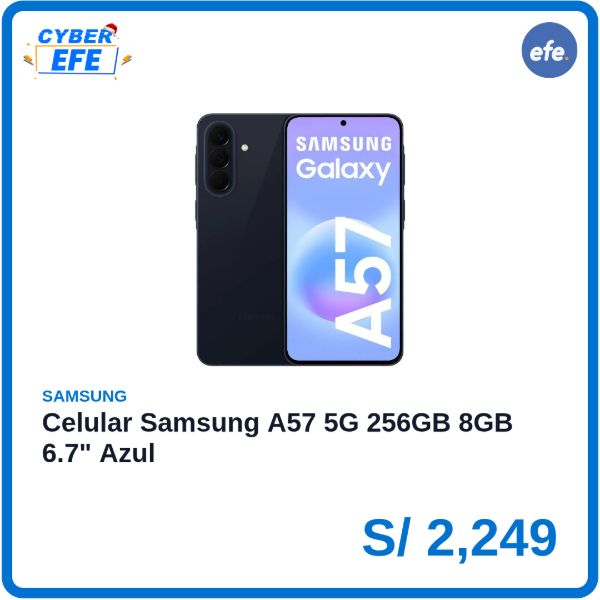 CYBER
EFE
efe.
SAMSUNG
Galaxy
A57
SAMSUNG
Celular Samsung A57 5G 256GB 8GB
6.7" Azul
S/ 2,249